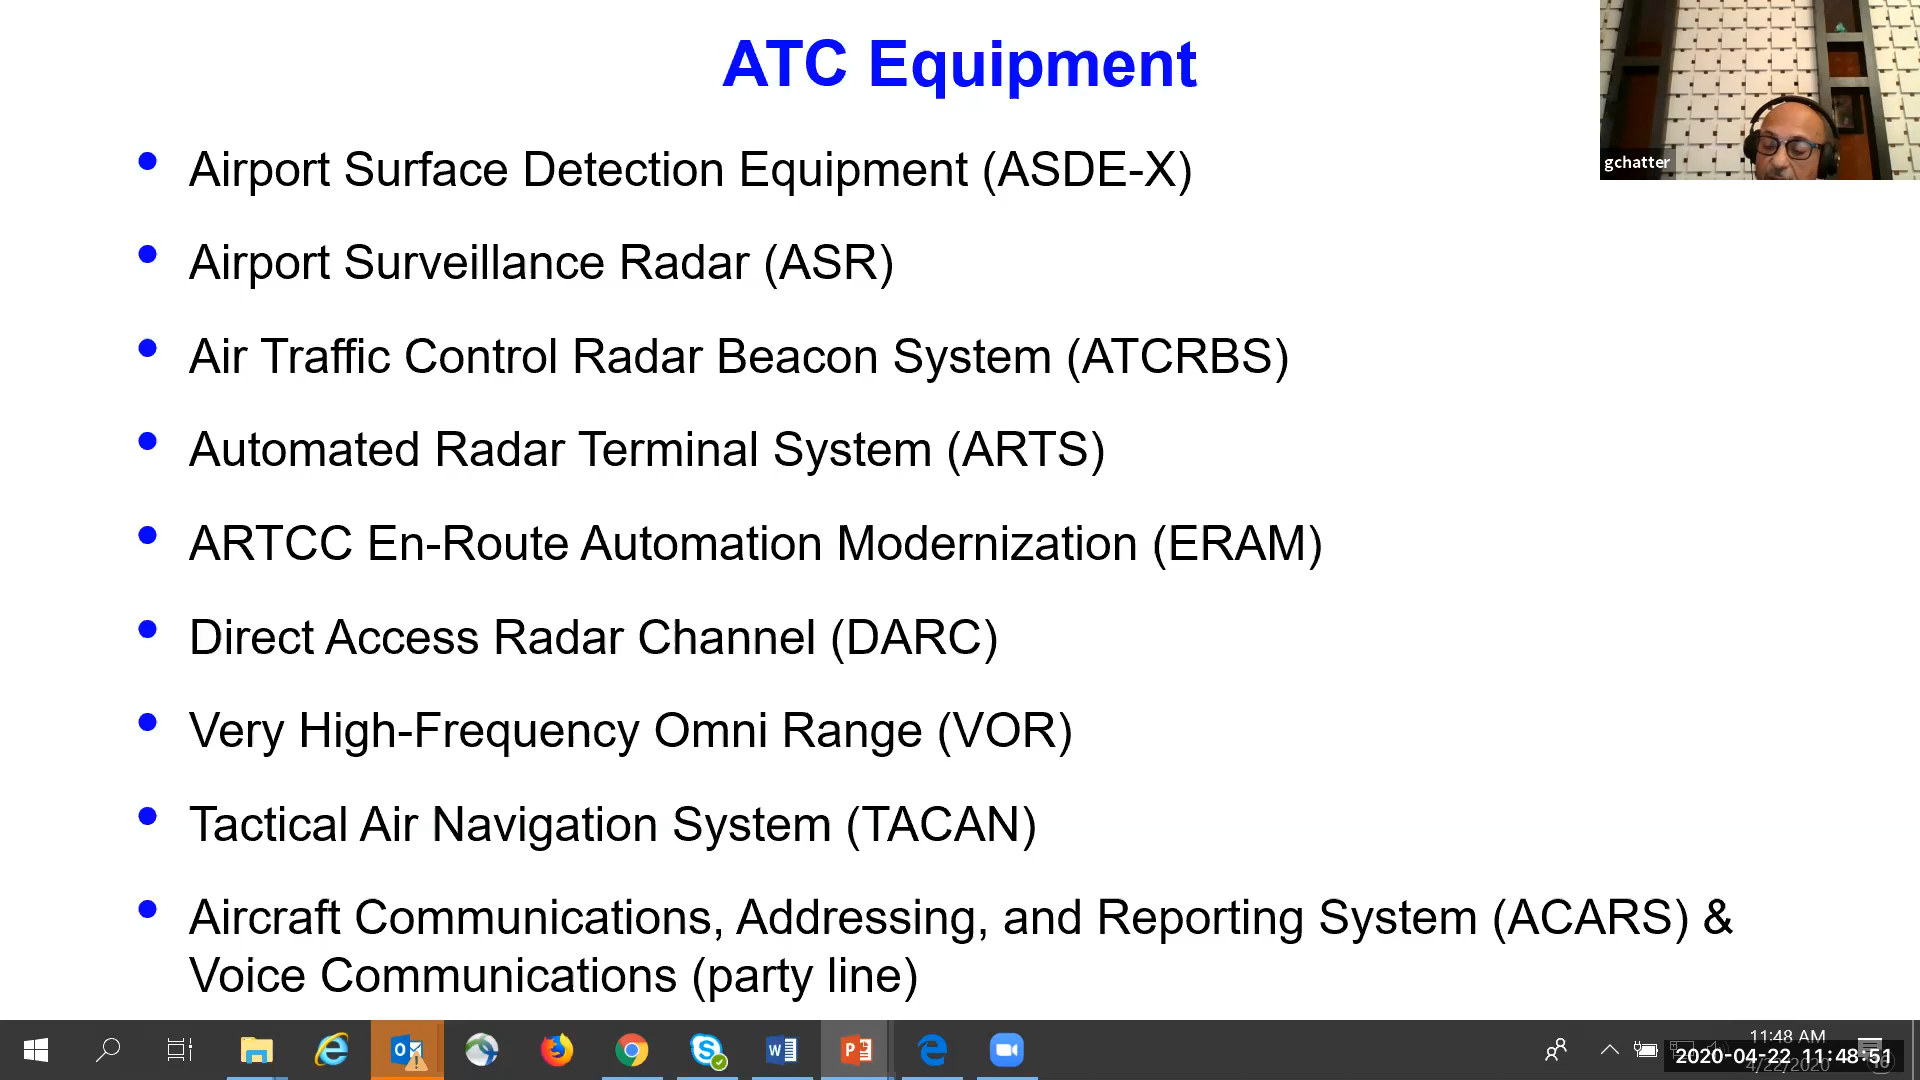 ATC Equipment
gchatter
• Airport Surface Detection Equipment (ASDE-X)
• Airport Surveillance Radar (ASR)
• Air Traffic Control Radar Beacon System (ATCRBS)
• Automated Radar Terminal System (ARTS)
• ARTCC En-Route Automation Modernization (ERAM)
• Direct Access Radar Channel (DARC)
• Very High-Frequency Omni Range (VOR)
• Tactical Air Navigation System (TACAN)
• Aircraft Communications, Addressing, and Reporting System (ACARS) &
Voice Communications (party line)
11:48 AM
2020-04-22 11:48:51
4/22/2020